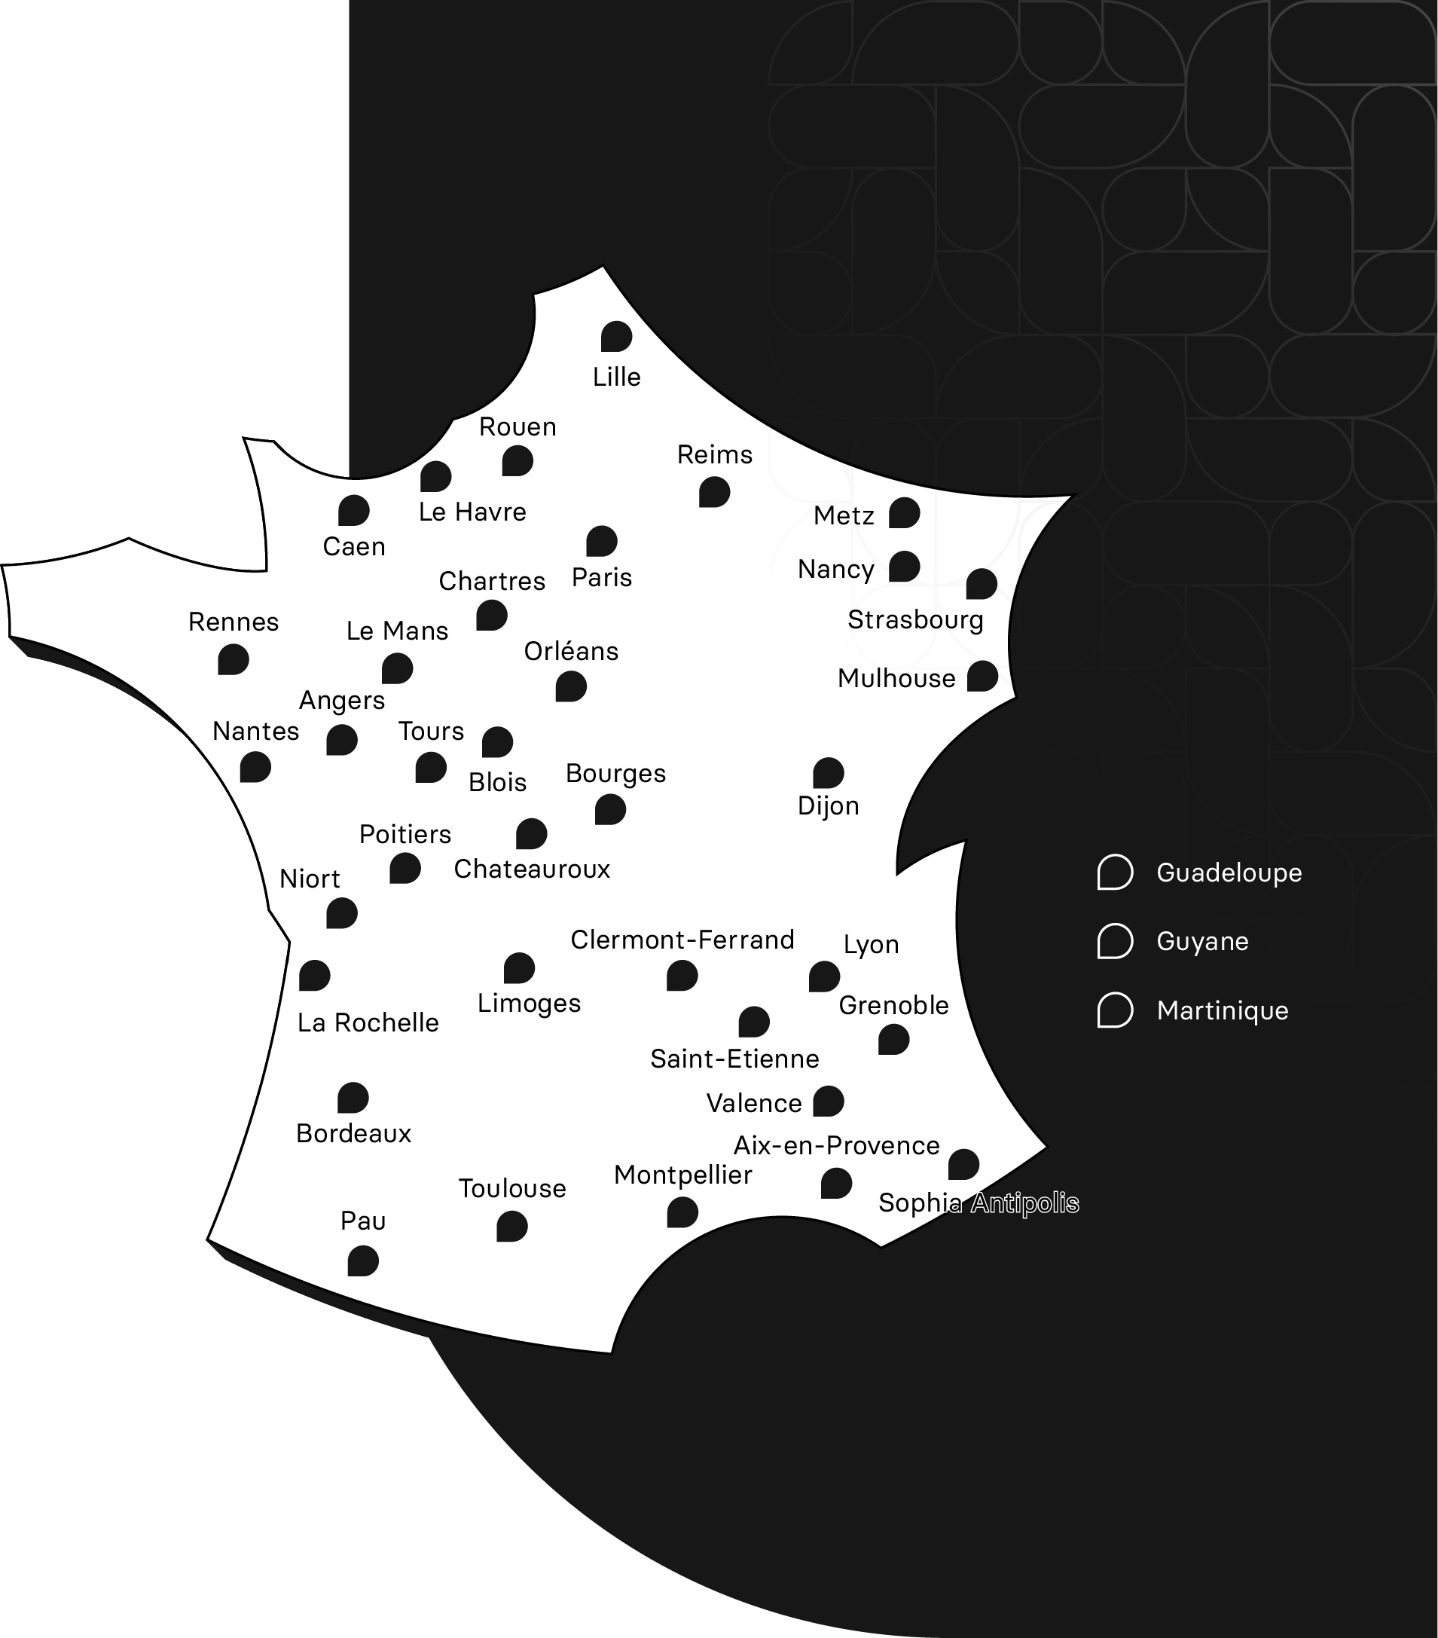 Lille
Rouen
Reims
Le Havre
Metz
Caen
Nancy
Paris
Chartres
Strasbourg
Rennes
Le Mans
Orléans
Mulhouse
Angers
Nantes
Tours
Blois
Bourges
Dijon
Poitiers
Chateauroux
Niort
Guadeloupe
Clermont-Ferrand
Lyon
Guyane
Limoges
Grenoble
Martinique
La Rochelle
Saint-Etienne
Valence
Bordeaux
Aix-en-Provence
Montpellier
Toulouse
Sophia Antipolis
Pau